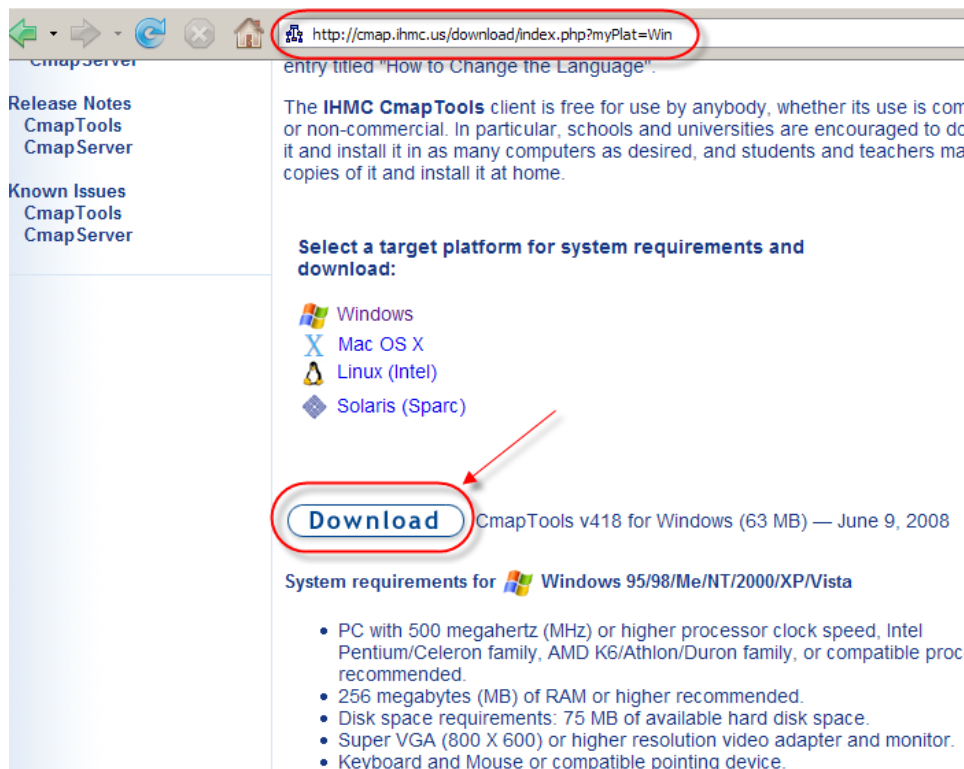 http://cmap.ihmc.us/download/index.php?myPlat=Win
CmapServer
Release Notes
CmapTools
CmapServer
Known Issues
CmapTools
CmapServer
entry titled "How to Change the Language".
The IHMC CmapTools client is free for use by anybody, whether its use is com
or non-commercial. In particular, schools and universities are encouraged to do
it and install it in as many computers as desired, and students and teachers ma
copies of it and install it at home.
Select a target platform for system requirements and
download:
Windows
Mac OS X
Linux (Intel)
Solaris (Sparc)
Download CmapTools v418 for Windows (63 MB) — June 9, 2008
System requirements for Windows 95/98/Me/NT/2000/XP/Vista
• PC with 500 megahertz (MHz) or higher processor clock speed, Intel
Pentium/Celeron family, AMD K6/Athlon/Duron family, or compatible proc
recommended.
• 256 megabytes (MB) of RAM or higher recommended.
• Disk space requirements: 75 MB of available hard disk space.
• Super VGA (800 X 600) or higher resolution video adapter and monitor.
• Keyboard and Mouse or compatible pointing device.